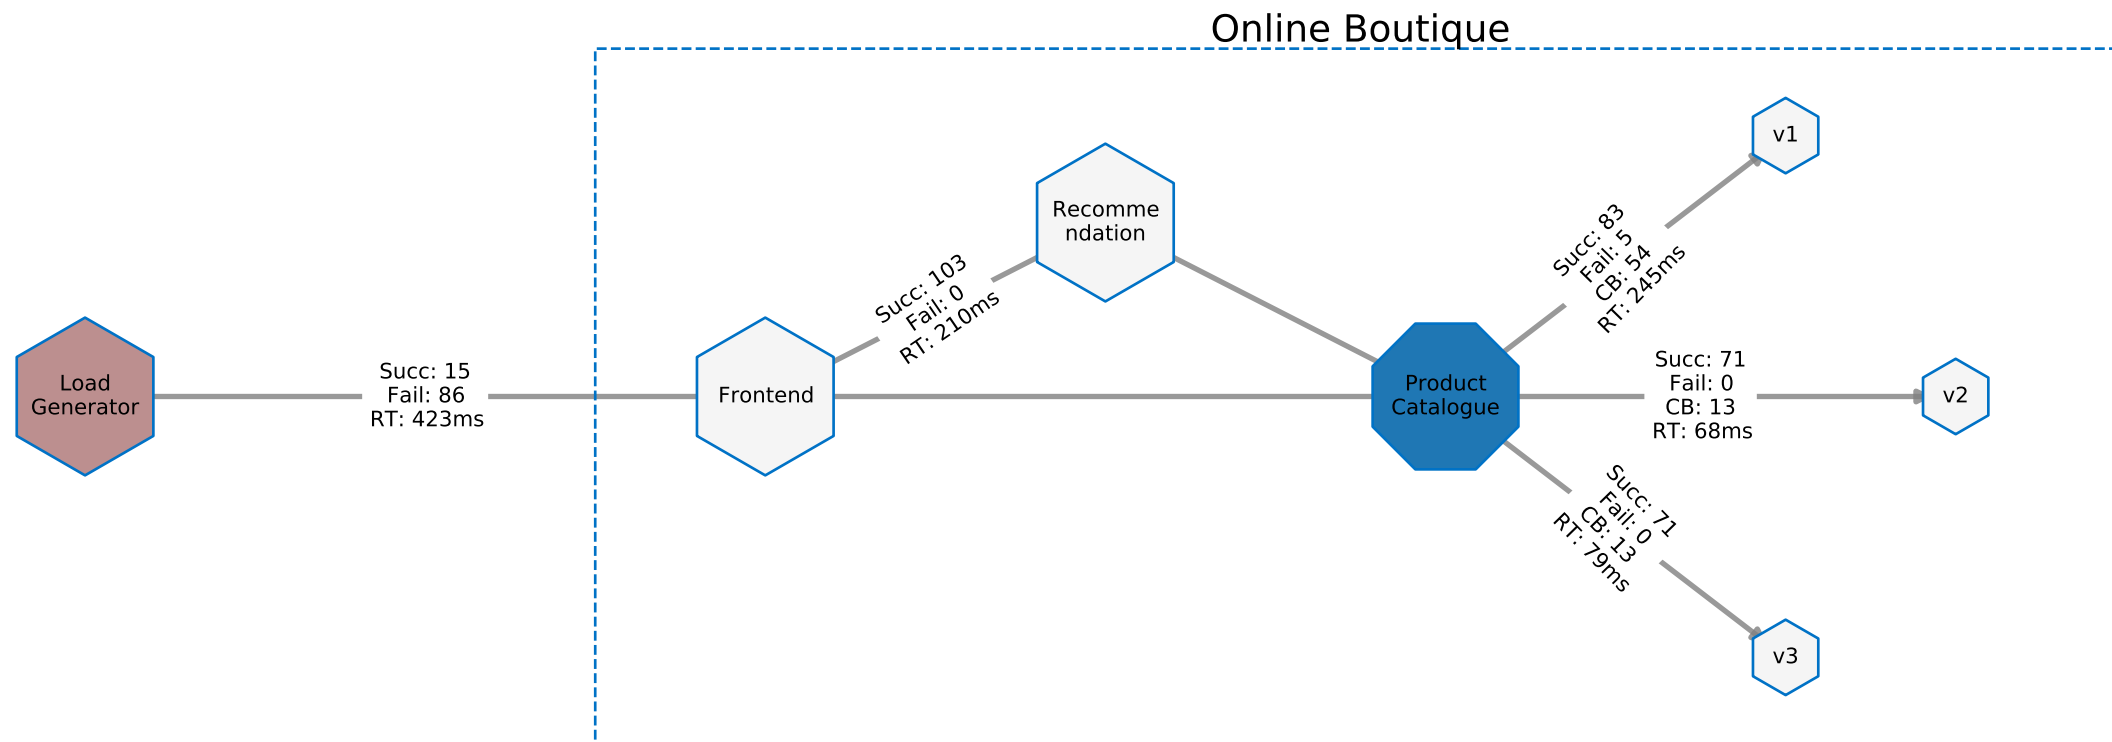 Online Boutique
Load
Generator
Succ: 15
Fail: 86
RT: 423ms
Frontend
Succ: 103
Fail: 0
RT: 210ms
Recomme
ndation
Product
Catalogue
Succ: 83
Fail: 5
CB: 54
RT: 245ms
v1
Succ: 71
Fail: 0
CB: 13
RT: 68ms
v2
Succ: 71
Fail: 0
CB: 13
RT: 79ms
v3